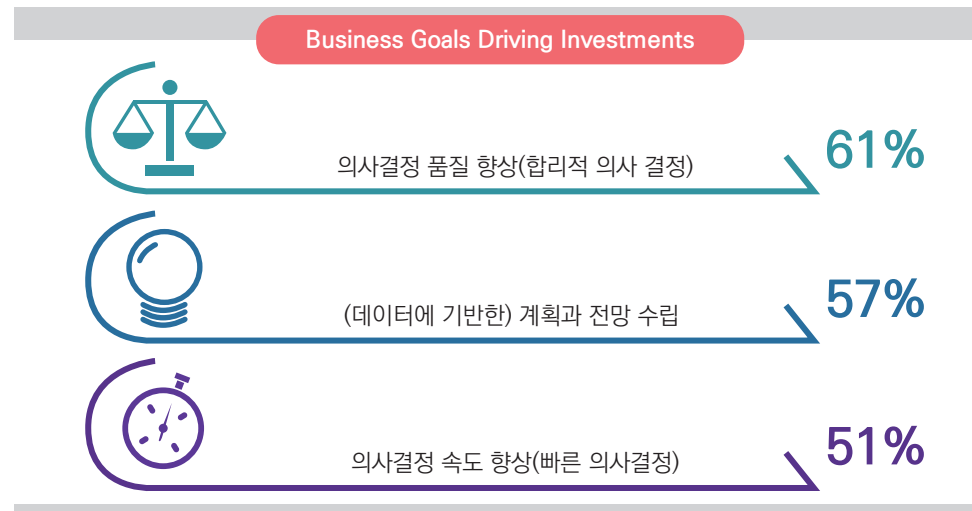 Business Goals Driving Investments
의사결정 품질 향상(합리적 의사 결정)
61%
(데이터에 기반한) 계획과 전망 수립
57%
의사결정 속도 향상(빠른 의사결정)
51%